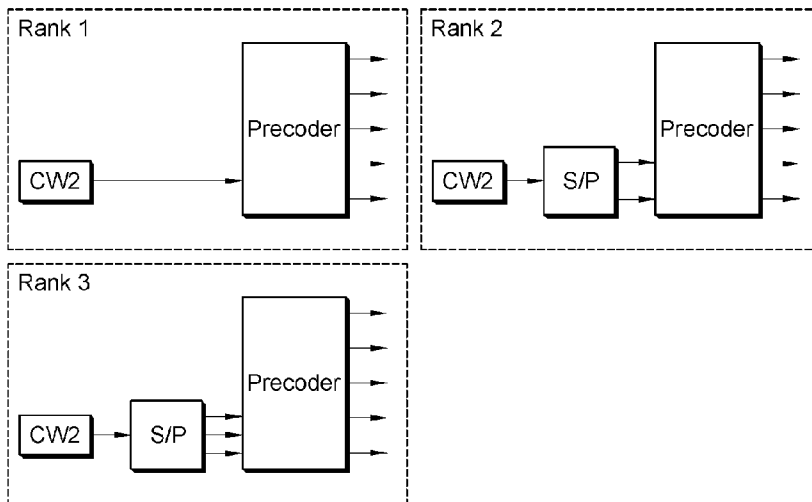 Rank 1
Precoder
CW2
Rank 2
Precoder
CW2
S/P
Rank 3
Precoder
CW2
S/P